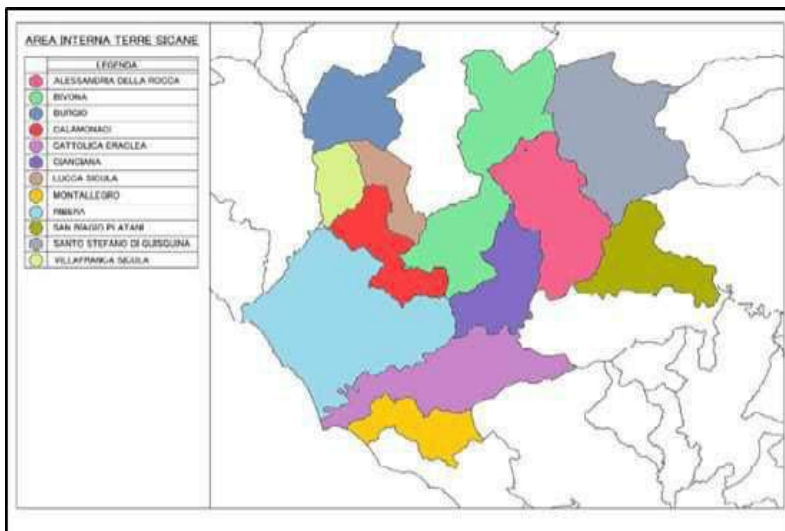 AREA INTERNA TERRE SICANE
LEGENDA
ALESSANDRIA DELLA ROCCA
BIVONA
BURGIO
CALAMONACI
CATTOLICA ERACLEA
CIANCIANA
LUCCA SICULA
MONTALLEGRO
RIBERA
SAN BIAGIO PLATANI
SANTO STEFANO DI QUISQUINA
VILLAFRANCA SICULA